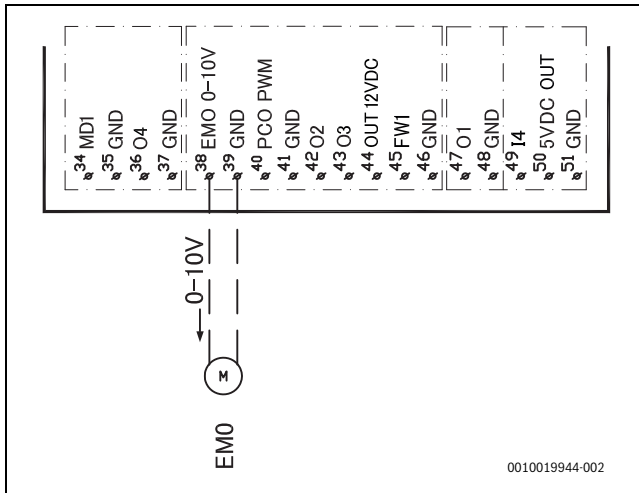 34 MD1
35 GND
36 O4
37 GND
38 EMO 0-10V
39 GND
40 PCO PWM
41 GND
42 O2
43 O3
44 OUT 12VDC
45 FW1
46 GND
47 O1
48 GND
49 I4
50 5VDC OUT
51 GND
0-10V
M
EMO
0010019944-002